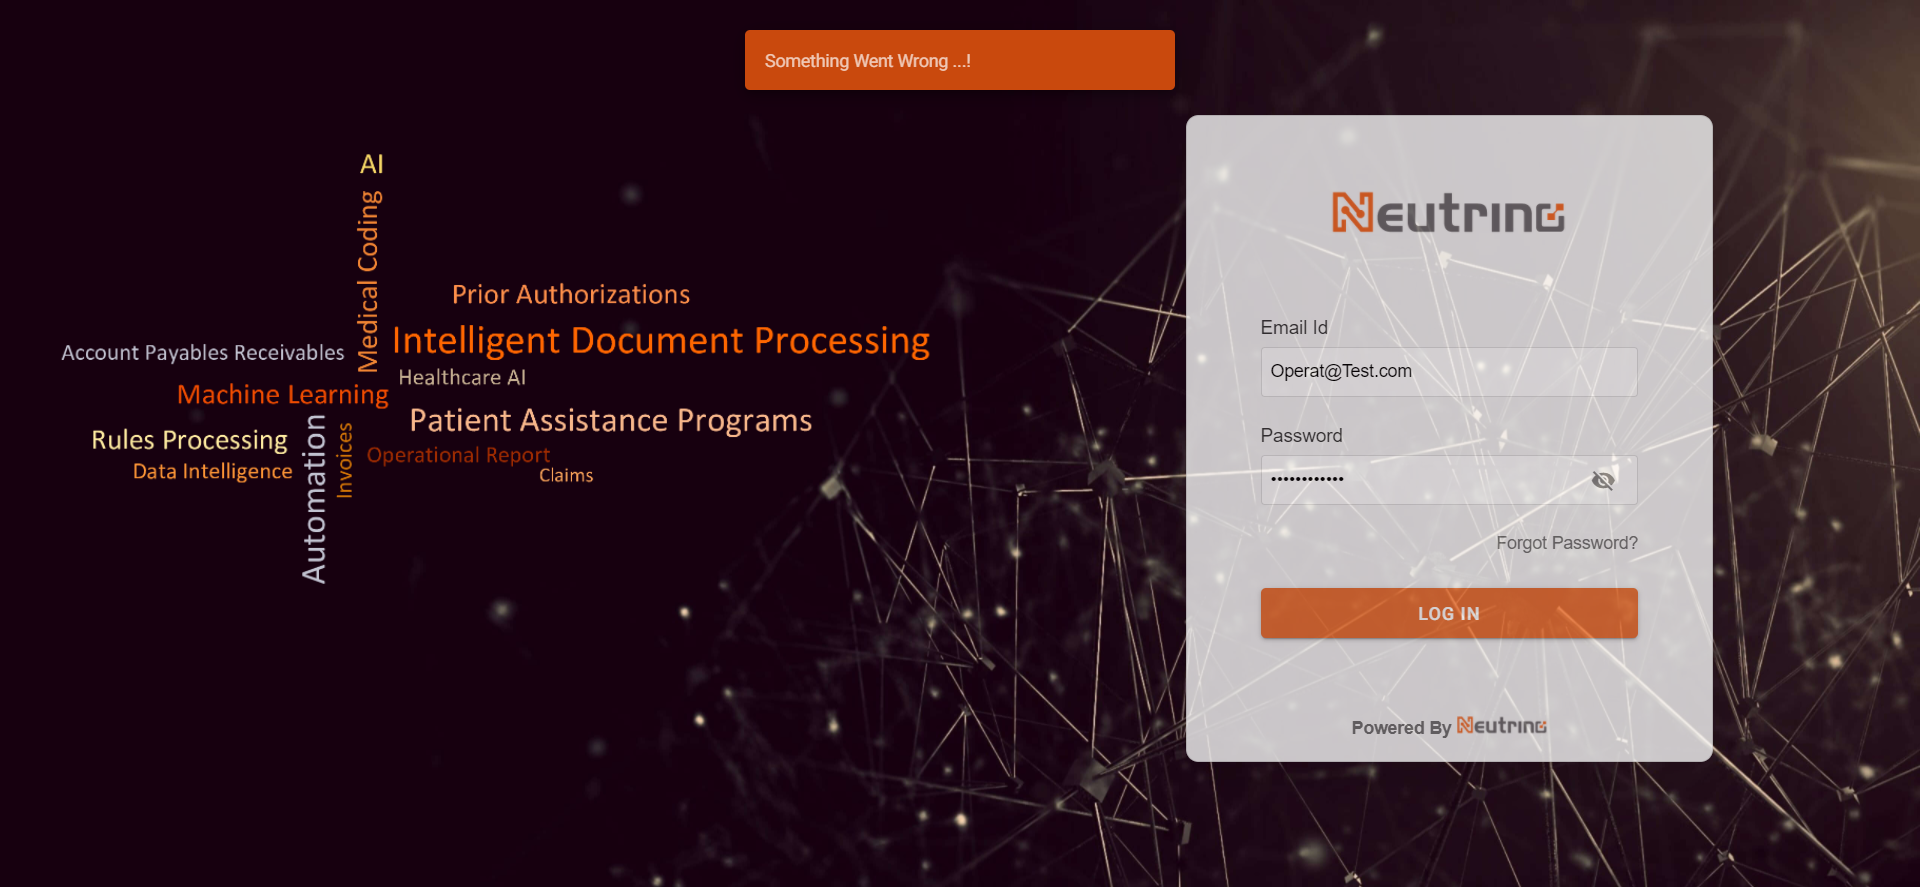 Something Went Wrong ...!
AI
Medical Coding
Prior Authorizations
Intelligent Document Processing
Account Payables Receivables
Healthcare AI
Machine Learning
Patient Assistance Programs
Rules Processing
Automation
Invoices
Operational Report
Data Intelligence
Claims
Neutrino
Email Id
Operat@Test.com
Password
••••••••••••
Forgot Password?
LOG IN
Powered By Neutrino